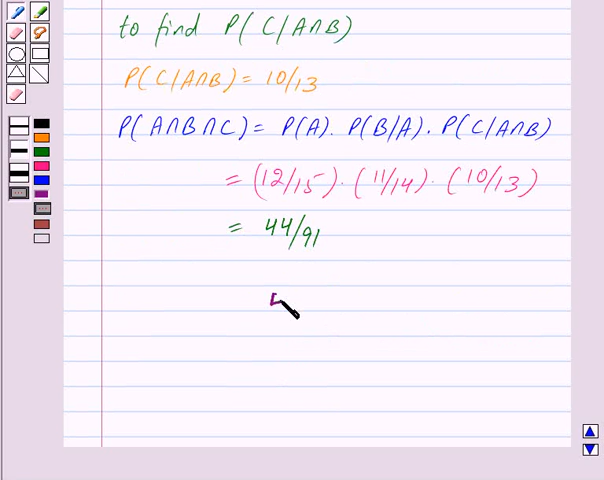 to find P(C/A∩B)
P(C/A∩B) = 10/13
P(A∩B∩C) = P(A). P(B/A). P(C/A∩B)
= (12/15). (11/14). (10/13)
= 44/91